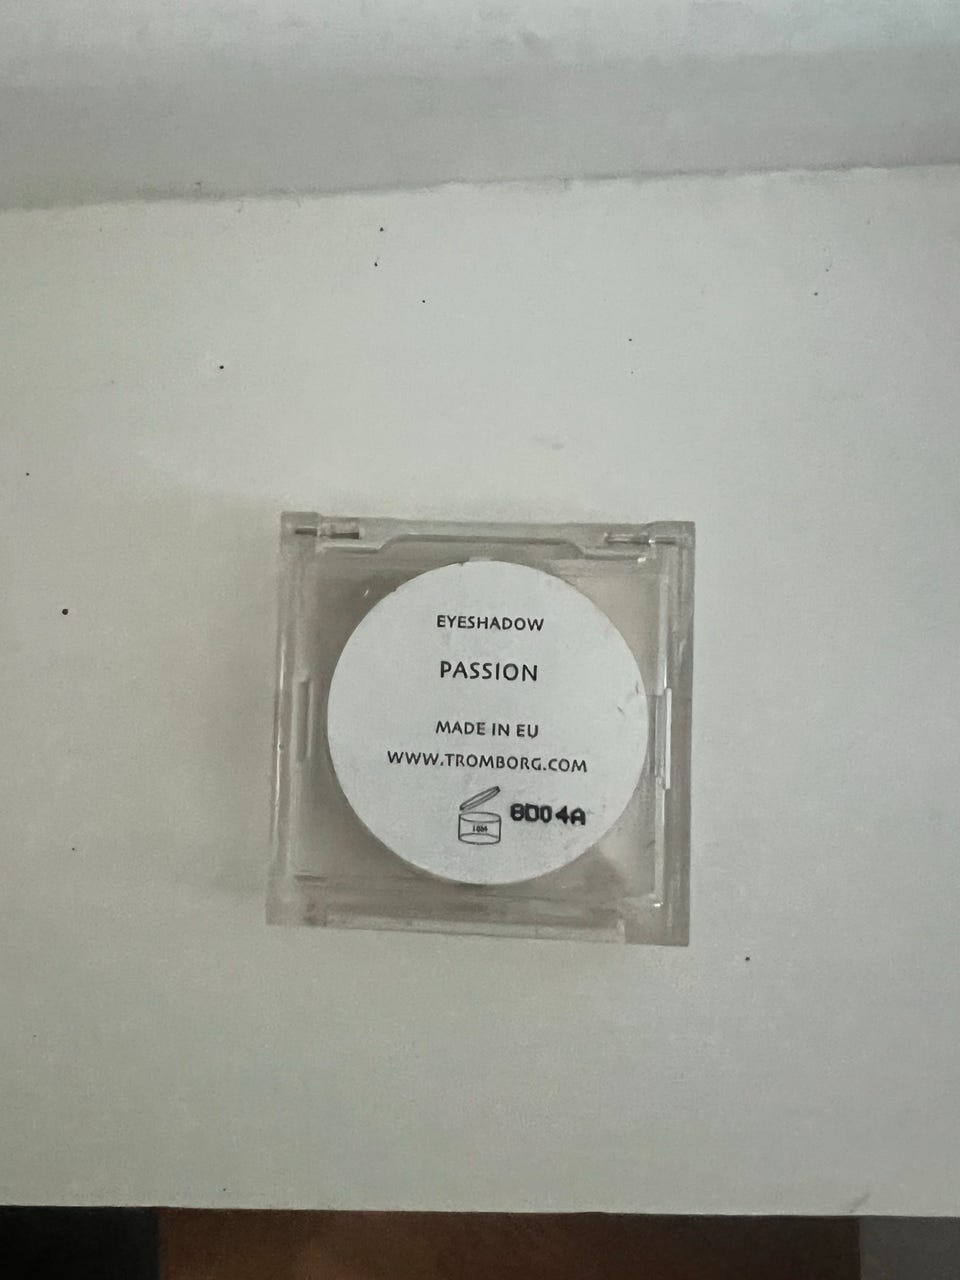 EYESHADOW
PASSION
MADE IN EU
WWW.TROMBORG.COM
8D04A